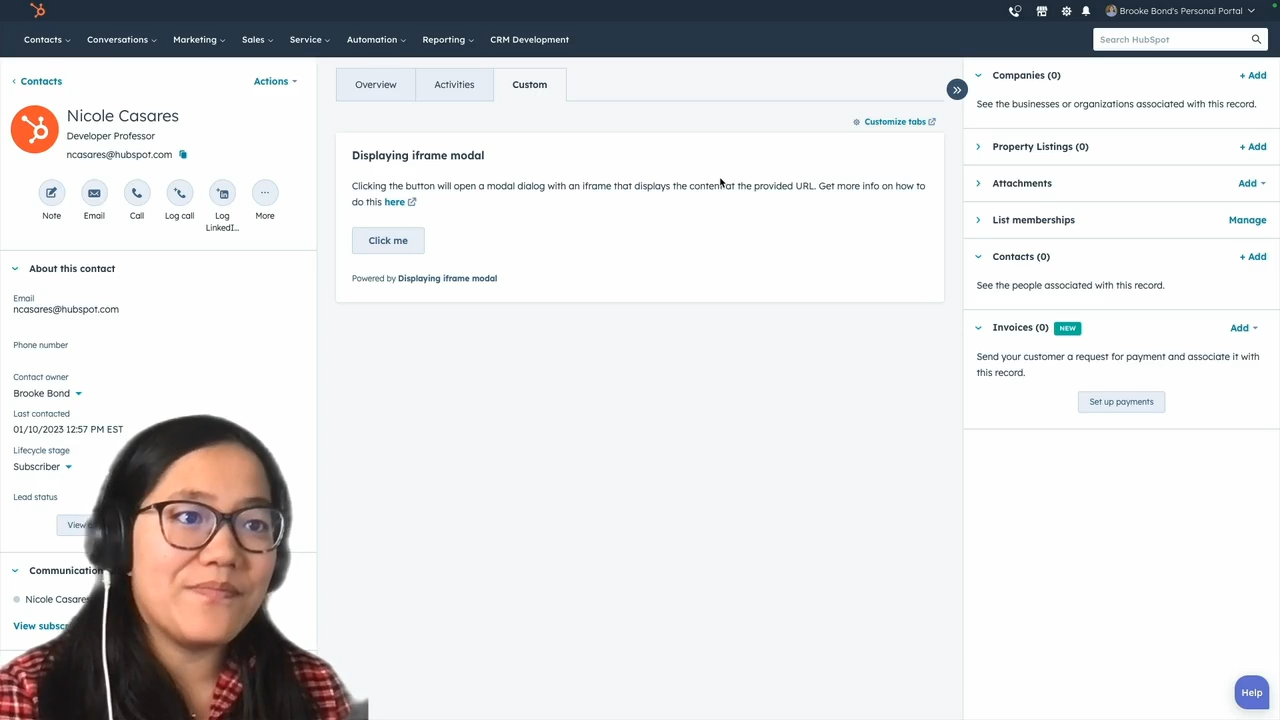 Brooke Bond's Personal Portal
Contacts
Conversations
Marketing
Sales
Service
Automation
Reporting
CRM Development
Search HubSpot
Contacts
Actions
Nicole Casares
Developer Professor
ncasares@hubspot.com
Note
Email
Call
Log call
Log LinkedI...
More
About this contact
Email
ncasares@hubspot.com
Phone number
Contact owner
Brooke Bond
Last contacted
01/10/2023 12:57 PM EST
Lifecycle stage
Subscriber
Lead status
View
Communication
Nicole Casares
View
Overview
Activities
Custom
Customize tabs
Displaying iframe modal
Clicking the button will open a modal dialog with an iframe that displays the content at the provided URL. Get more info on how to
do this here
Click me
Powered by Displaying iframe modal
Companies (0)
+ Add
See the businesses or organizations associated with this record.
Property Listings (0)
+ Add
Attachments
Add
List memberships
Manage
Contacts (0)
+ Add
See the people associated with this record.
Invoices (0) NEW
Add
Send your customer a request for payment and associate it with
this record.
Set up payments
Help